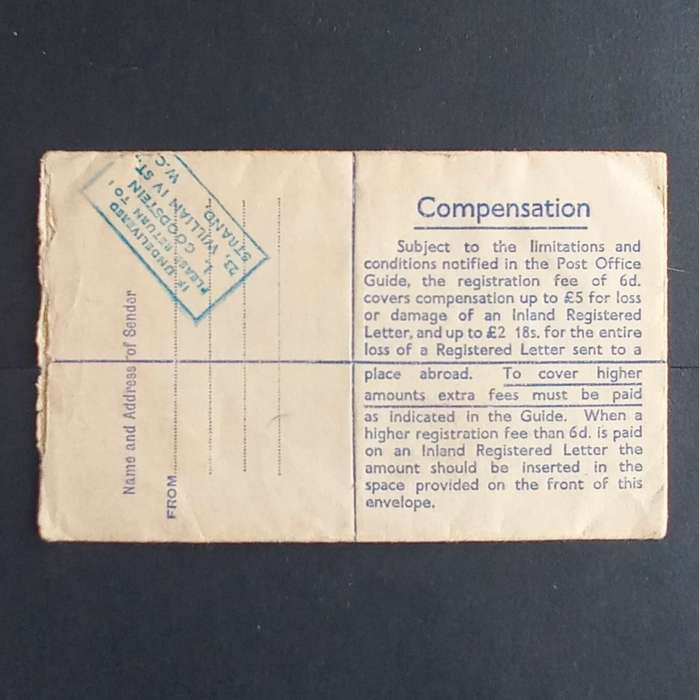 Compensation
Subject to the limitations and
conditions notified in the Post Office
Guide, the registration fee of 6d.
covers compensation up to £5 for loss
or damage of an Inland Registered
Letter, and up to £2 18s. for the entire
loss of a Registered Letter sent to a
place abroad. To cover higher
amounts extra fees must be paid
as indicated in the Guide. When a
higher registration fee than 6d. is paid
on an Inland Registered Letter the
amount should be inserted in the
space provided on the front of this
envelope.
Name and Address of Sender
FROM
IF UNDELIVERED
PLEASE RETURN TO:
GOODSTEIN
23, WILLIAN IV ST.
STRAND W.C.